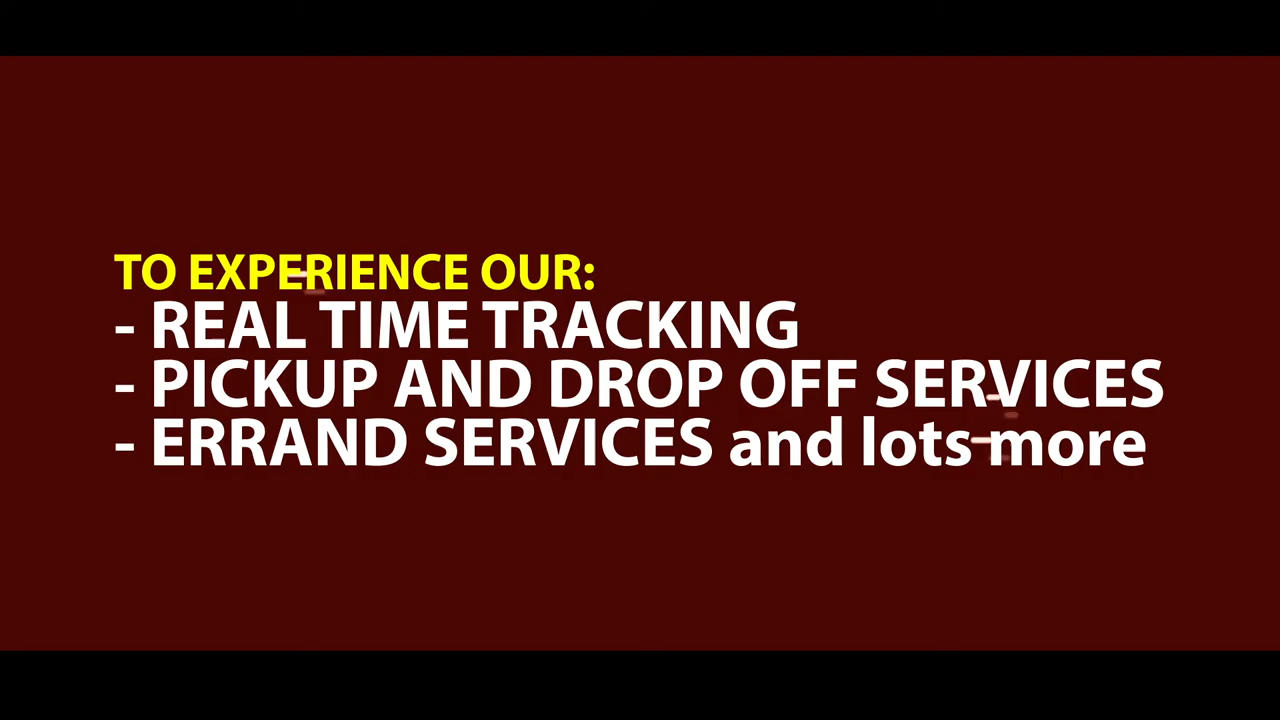 TO EXPERIENCE OUR:
- REAL TIME TRACKING
- PICKUP AND DROP OFF SERVICES
- ERRAND SERVICES and lots more